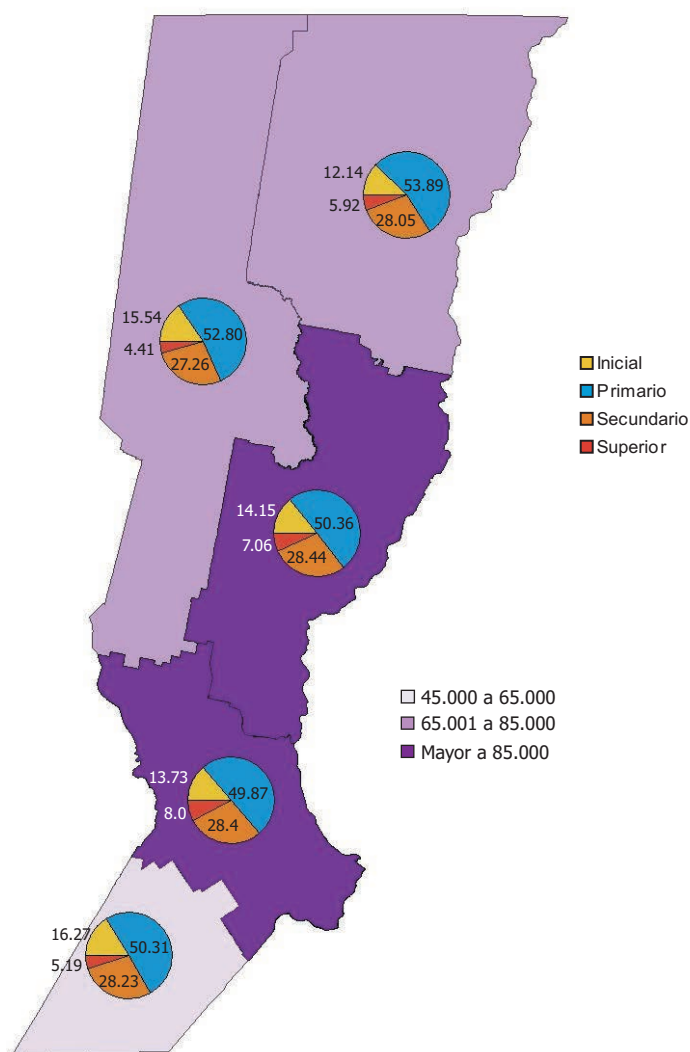 12.14
53.89
5.92
28.05
15.54
52.80
4.41
27.26
Inicial
Primario
Secundario
Superior
14.15
50.36
7.06
28.44
45.000 a 65.000
65.001 a 85.000
Mayor a 85.000
13.73
49.87
8.0
28.4
16.27
50.31
5.19
28.23